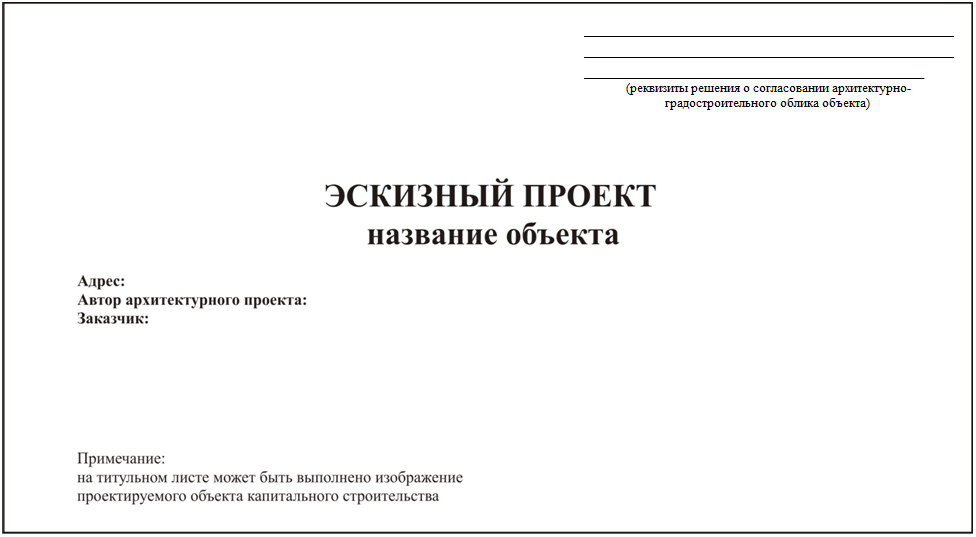 (реквизиты решения о согласовании архитектурно-
градостроительного облика объекта)
ЭСКИЗНЫЙ ПРОЕКТ
название объекта
Адрес:
Автор архитектурного проекта:
Заказчик:
Примечание:
на титульном листе может быть выполнено изображение
проектируемого объекта капитального строительства